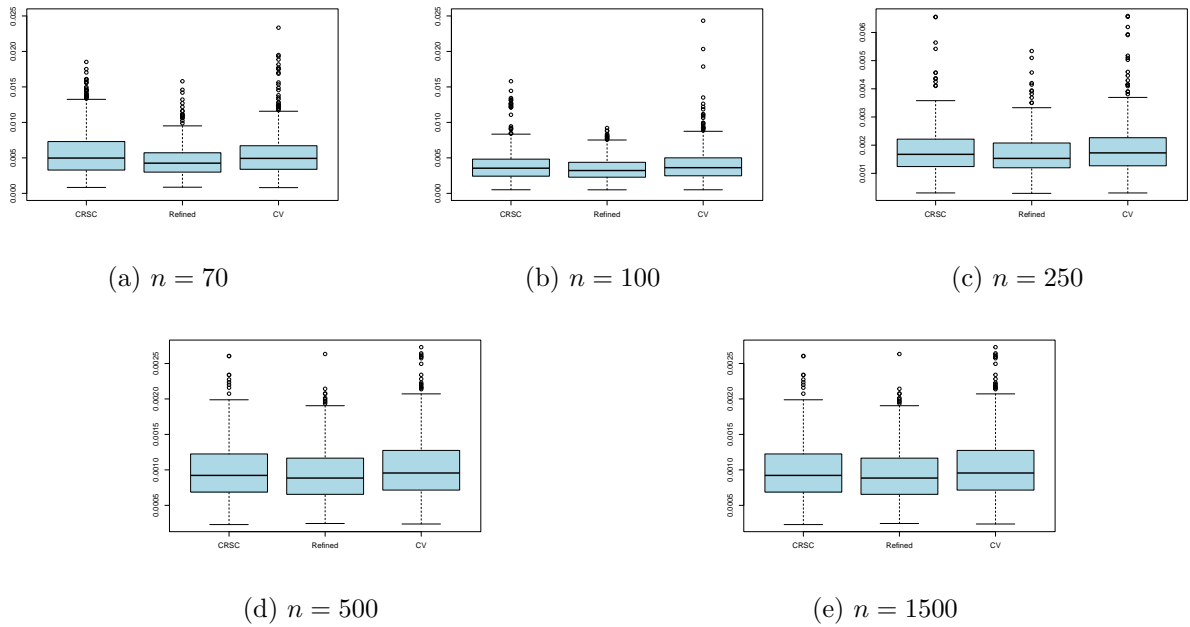 0.025
0.020
0.015
0.010
0.005
0.000
CRSC Refined CV
(a) n = 70
0.025
0.020
0.015
0.010
0.005
0.000
CRSC Refined CV
(b) n = 100
0.006
0.005
0.004
0.003
0.002
0.001
CRSC Refined CV
(c) n = 250
0.0025
0.0020
0.0015
0.0010
0.0005
CRSC Refined CV
(d) n = 500
0.0025
0.0020
0.0015
0.0010
0.0005
CRSC Refined CV
(e) n = 1500